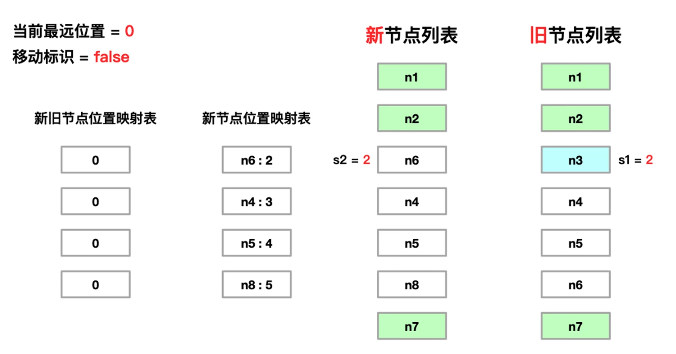 当前最远位置 = 0
移动标识 = false
新旧节点位置映射表
0
0
0
0
新节点位置映射表
n6 : 2
n4 : 3
n5 : 4
n8 : 5
新节点列表
n1
n2
s2 = 2
n6
n4
n5
n8
n7
旧节点列表
n1
n2
n3
s1 = 2
n4
n5
n6
n7